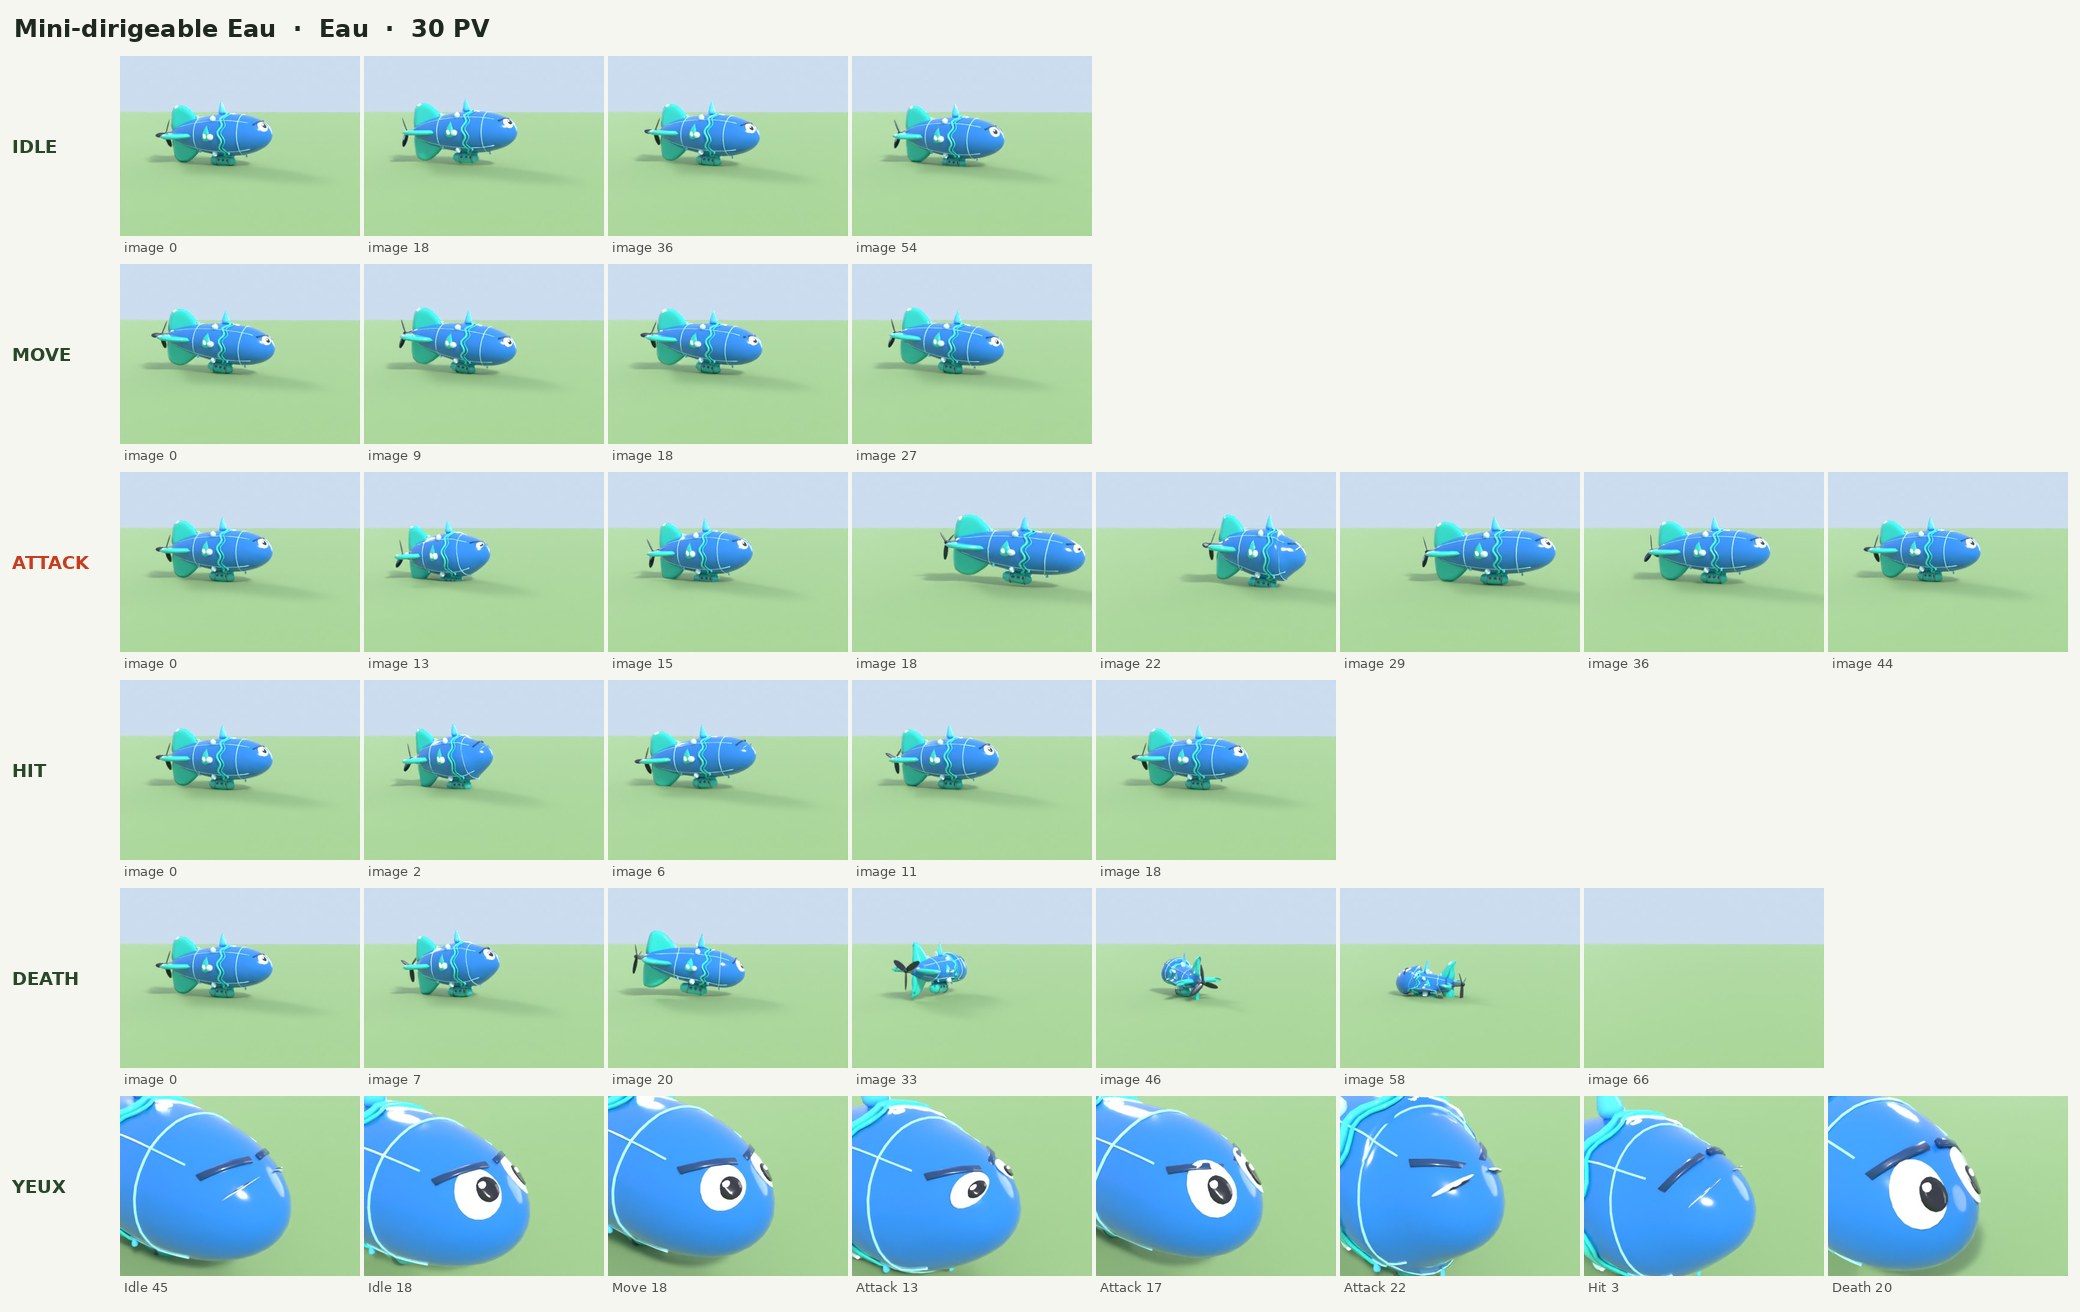 Mini-dirigeable Eau · Eau · 30 PV
IDLE
image 0 image 18 image 36 image 54
MOVE
image 0 image 9 image 18 image 27
ATTACK
image 0 image 13 image 15 image 18 image 22 image 29 image 36 image 44
HIT
image 0 image 2 image 6 image 11 image 18
DEATH
image 0 image 7 image 20 image 33 image 46 image 58 image 66
YEUX
Idle 45 Idle 18 Move 18 Attack 13 Attack 17 Attack 22 Hit 3 Death 20